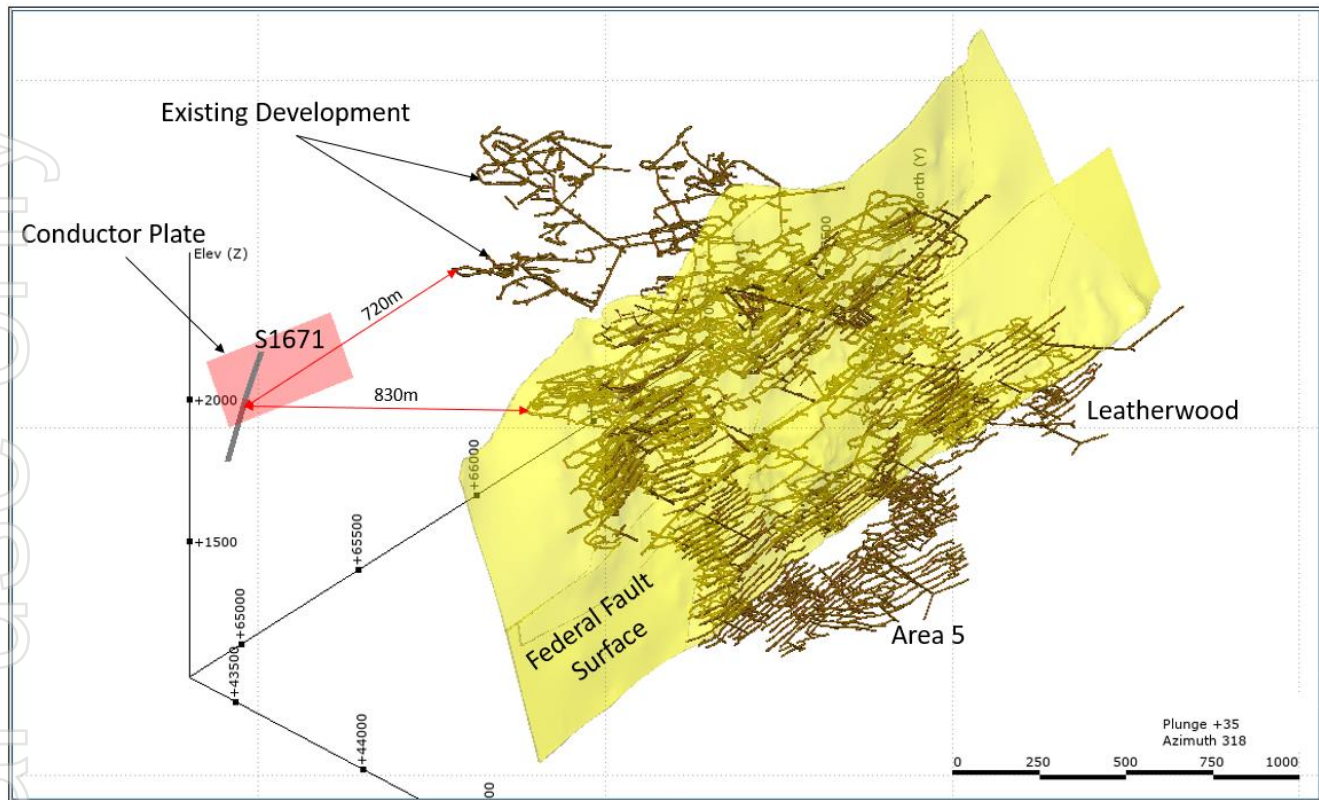 Existing Development
Conductor Plate
Elev (Z)
North (Y)
720m
S1671
830m
+2000
Leatherwood
+66000
+1500
+65500
Federal Fault
Surface
Area 5
+65000
+43500
+44000
Plunge +35
Azimuth 318
0 250 500 750 1000